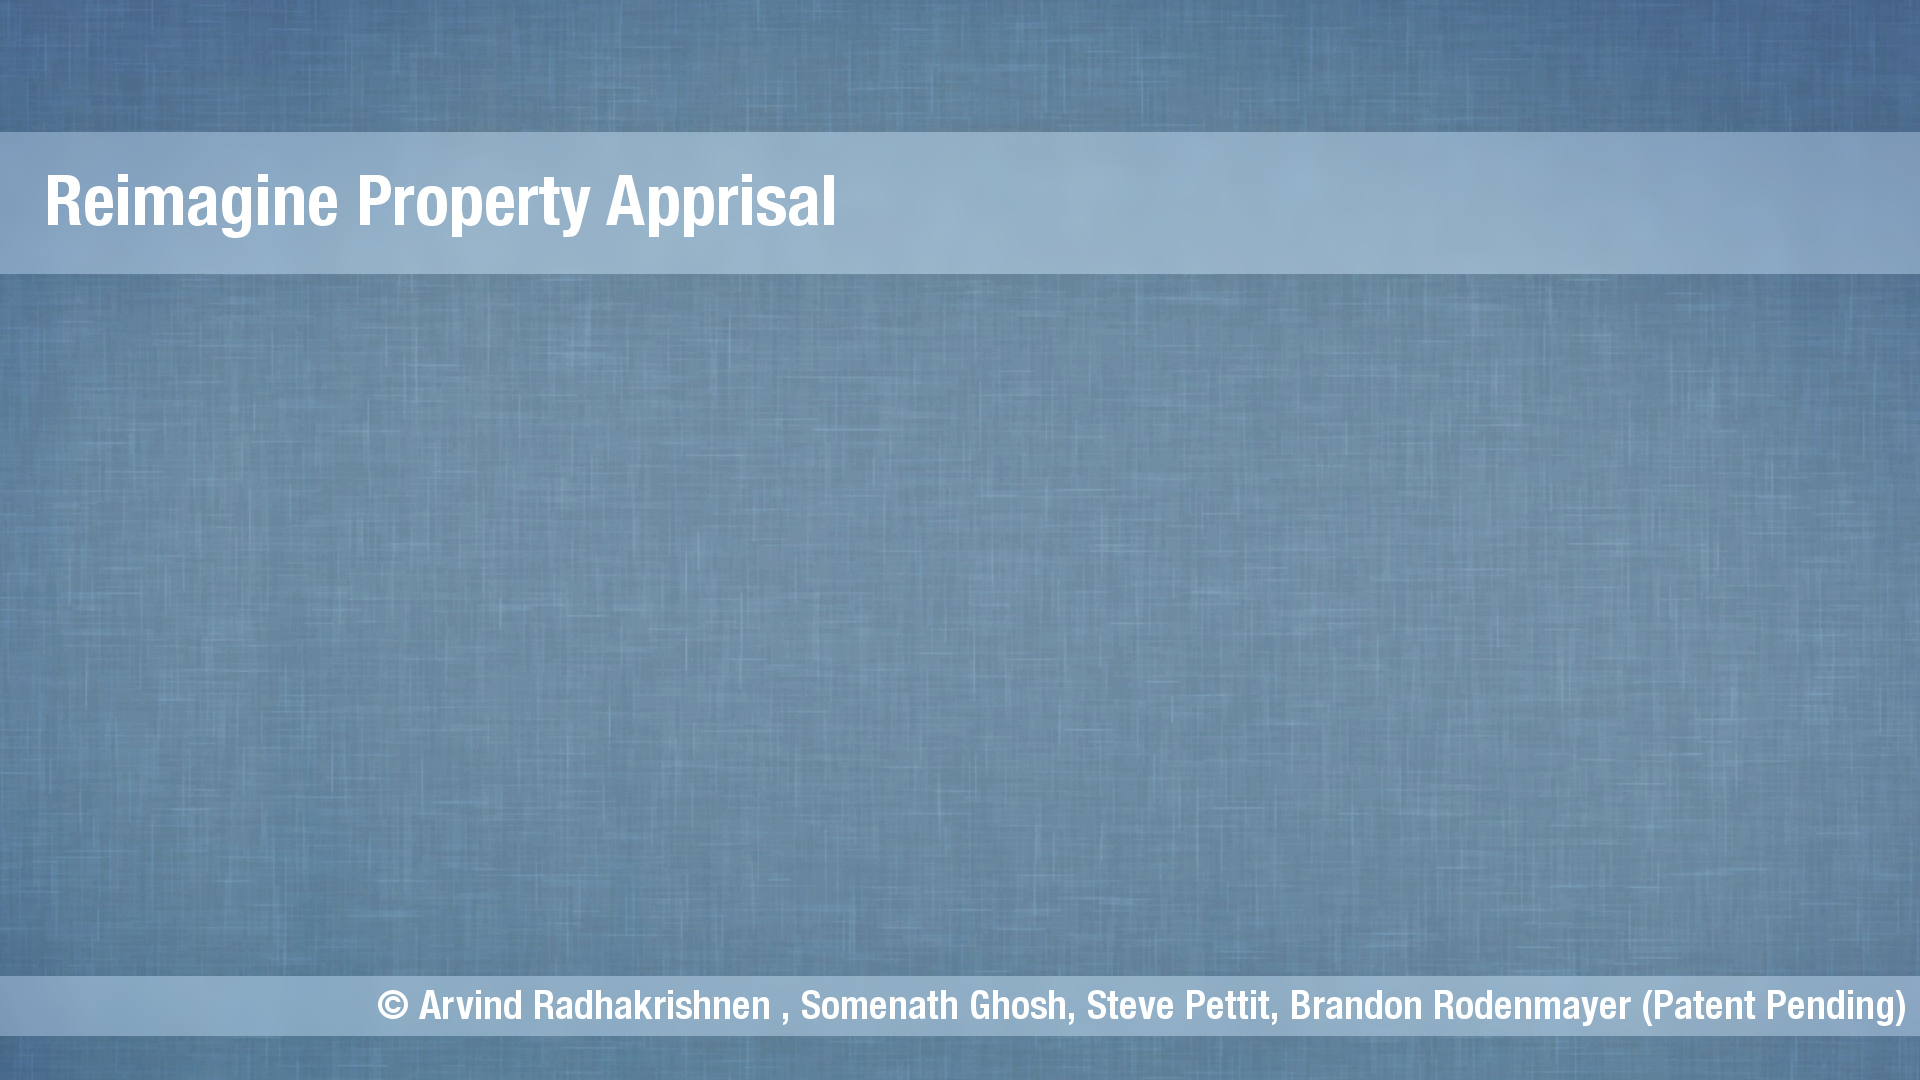 Reimagine Property Apprisal
© Arvind Radhakrishnen , Somenath Ghosh, Steve Pettit, Brandon Rodenmayer (Patent Pending)